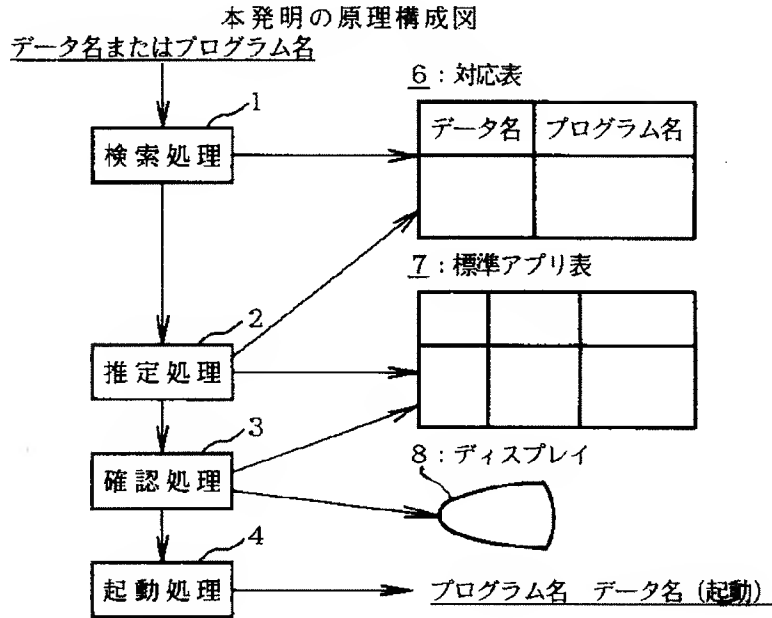 本発明の原理構成図
データ名またはプログラム名
1
検索処理
6:対応表
データ名 プログラム名
7:標準アプリ表
2
推定処理
3
確認処理
8:ディスプレイ
4
起動処理
プログラム名 データ名(起動)